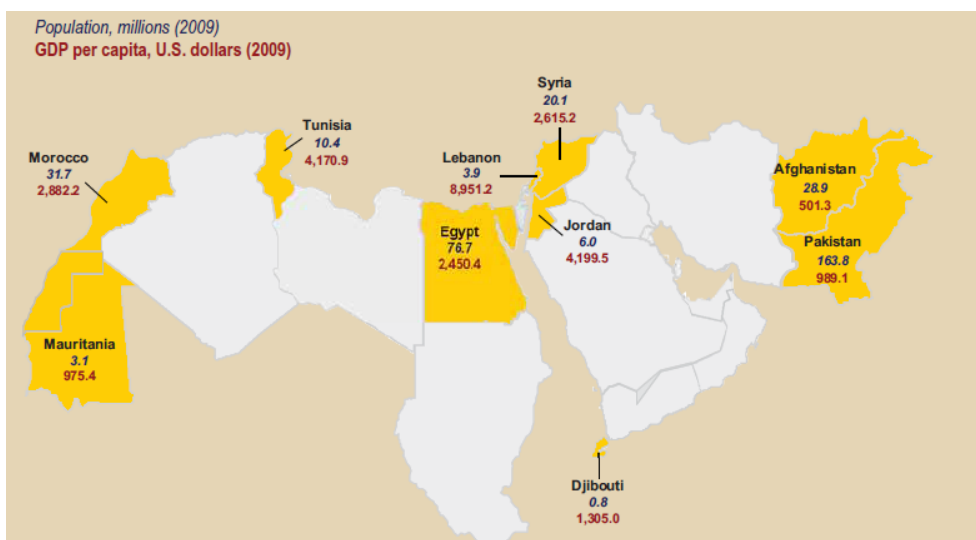 Population, millions (2009)
GDP per capita, U.S. dollars (2009)
Syria
20.1
2,615.2
Tunisia
10.4
4,170.9
Morocco
31.7
2,882.2
Lebanon
3.9
8,951.2
Afghanistan
28.9
501.3
Egypt
76.7
2,450.4
Jordan
6.0
4,199.5
Pakistan
163.8
989.1
Mauritania
3.1
975.4
Djibouti
0.8
1,305.0